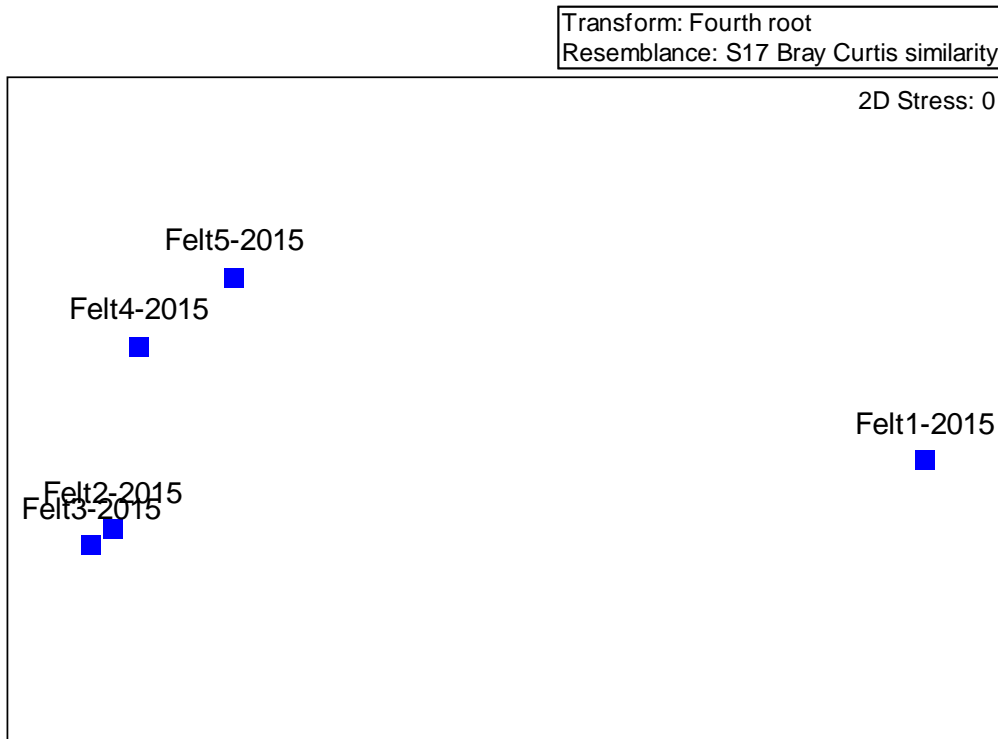 Transform: Fourth root
Resemblance: S17 Bray Curtis similarity
2D Stress: 0
Felt5-2015
Felt4-2015
Felt1-2015
Felt2-2015
Felt3-2015